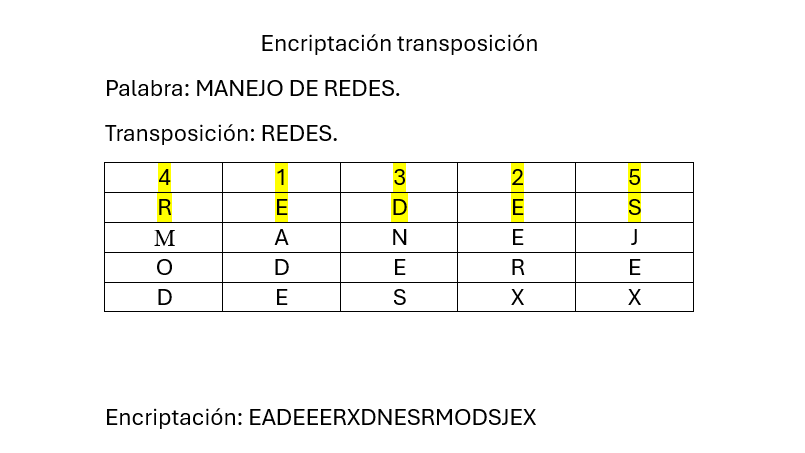 Encriptación transposición
Palabra: MANEJO DE REDES.
Transposición: REDES.
4 1 3 2 5
R E D E S
M A N E J
O D E R E
D E S X X
Encriptación: EADEEERXDNESRMODSJEX